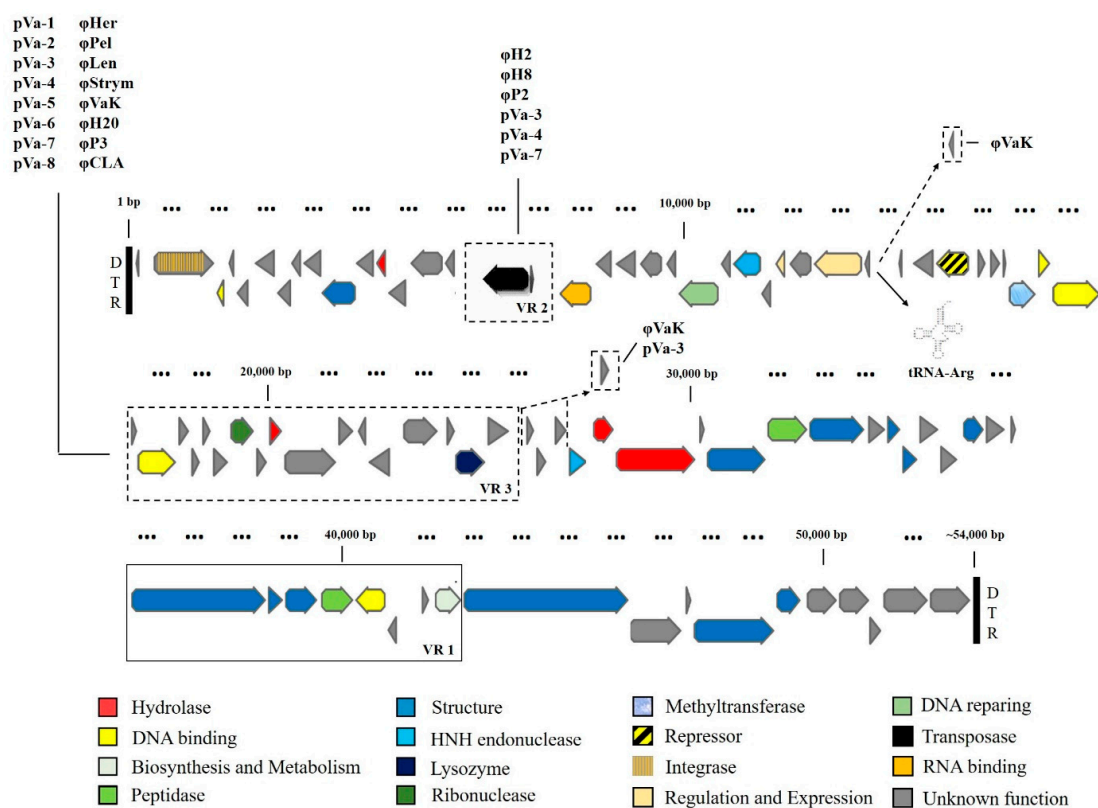 pVa-1 φHer
pVa-2 φPel
pVa-3 φLen
pVa-4 φStrym
pVa-5 φVaK
pVa-6 φH20
pVa-7 φP3
pVa-8 φCLA
φH2
φH8
φP2
pVa-3
pVa-4
pVa-7
φVaK
1 bp
10,000 bp
DTR
VR 2
tRNA-Arg
φVaK
pVa-3
20,000 bp
30,000 bp
VR 3
40,000 bp
50,000 bp
~54,000 bp
VR 1
DTR
Hydrolase
DNA binding
Biosynthesis and Metabolism
Peptidase
Structure
HNH endonuclease
Lysozyme
Ribonuclease
Methyltransferase
Repressor
Integrase
Regulation and Expression
DNA reparing
Transposase
RNA binding
Unknown function